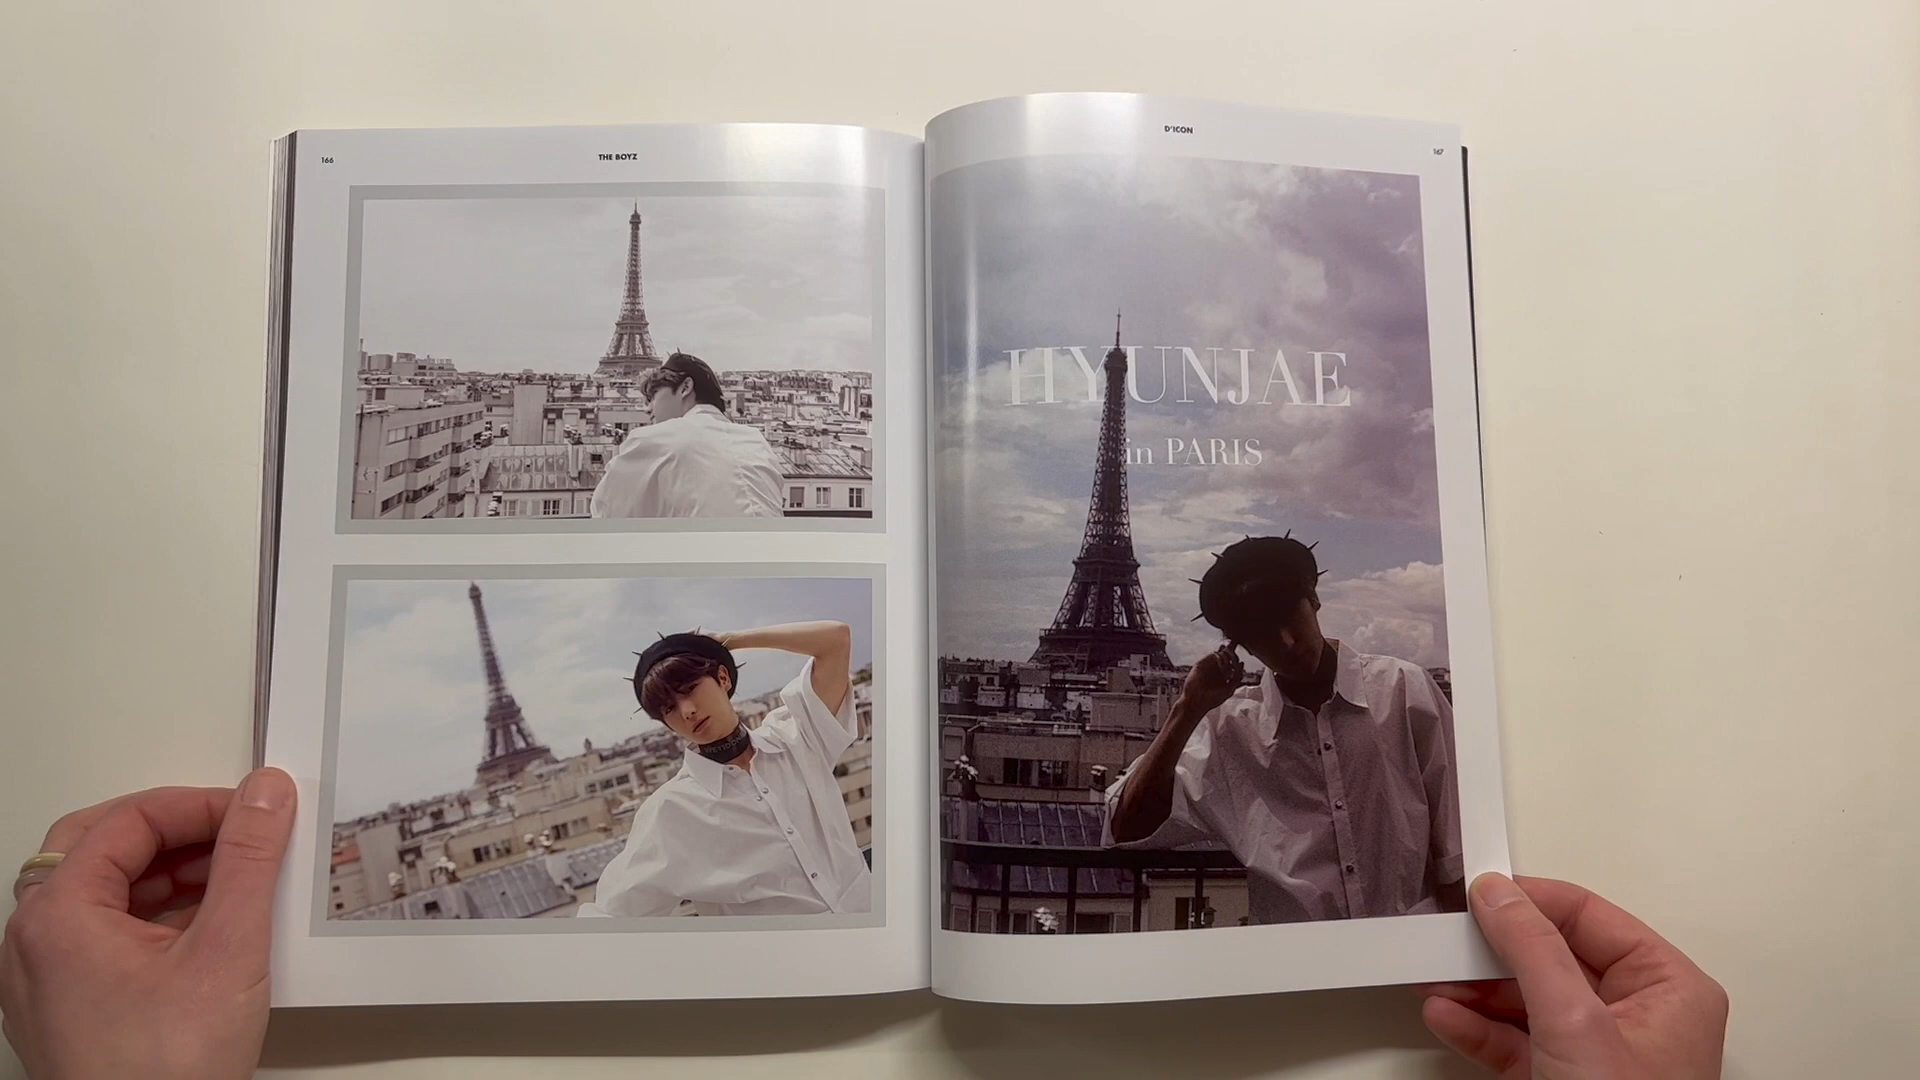 166
THE BOYZ
D'ICON
167
HYUNJAE
in PARIS